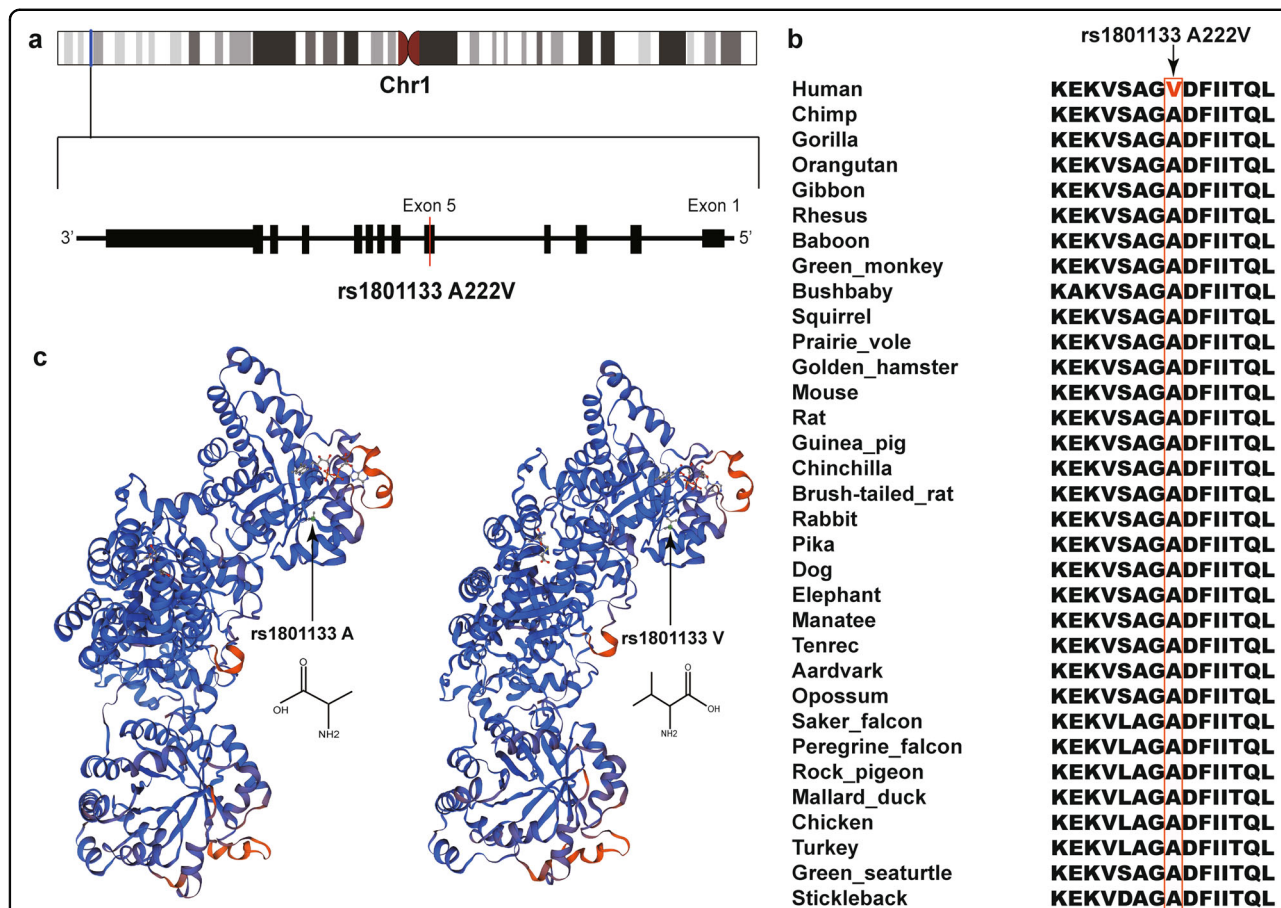 a
Chr1
Exon 5
Exon 1
3'
5'
rs1801133 A222V
b
rs1801133 A222V
Human KEKVSAGVDFIITQL
Chimp KEKVSAGADFIITQL
Gorilla KEKVSAGADFIITQL
Orangutan KEKVSAGADFIITQL
Gibbon KEKVSAGADFIITQL
Rhesus KEKVSAGADFIITQL
Baboon KEKVSAGADFIITQL
Green_monkey KEKVSAGADFIITQL
Bushbaby KAKVSAGADFIITQL
Squirrel KEKVSAGADFIITQL
Prairie_vole KEKVSAGADFIITQL
Golden_hamster KEKVSAGADFIITQL
Mouse KEKVSAGADFIITQL
Rat KEKVSAGADFIITQL
Guinea_pig KEKVSAGADFIITQL
Chinchilla KEKVSAGADFIITQL
Brush-tailed_rat KEKVSAGADFIITQL
Rabbit KEKVSAGADFIITQL
Pika KEKVSAGADFIITQL
Dog KEKVSAGADFIITQL
Elephant KEKVSAGADFIITQL
Manatee KEKVSAGADFIITQL
Tenrec KEKVSAGADFIITQL
Aardvark KEKVSAGADFIITQL
Opossum KEKVSAGADFIITQL
Saker_falcon KEKVLAGADFIITQL
Peregrine_falcon KEKVLAGADFIITQL
Rock_pigeon KEKVLAGADFIITQL
Mallard_duck KEKVLAGADFIITQL
Chicken KEKVLAGADFIITQL
Turkey KEKVLAGADFIITQL
Green_seaturtle KEKVSAGADFIITQL
Stickleback KEKVDAGADFIITQL
c
rs1801133 A
O
OH
NH2
rs1801133 V
O
OH
NH2